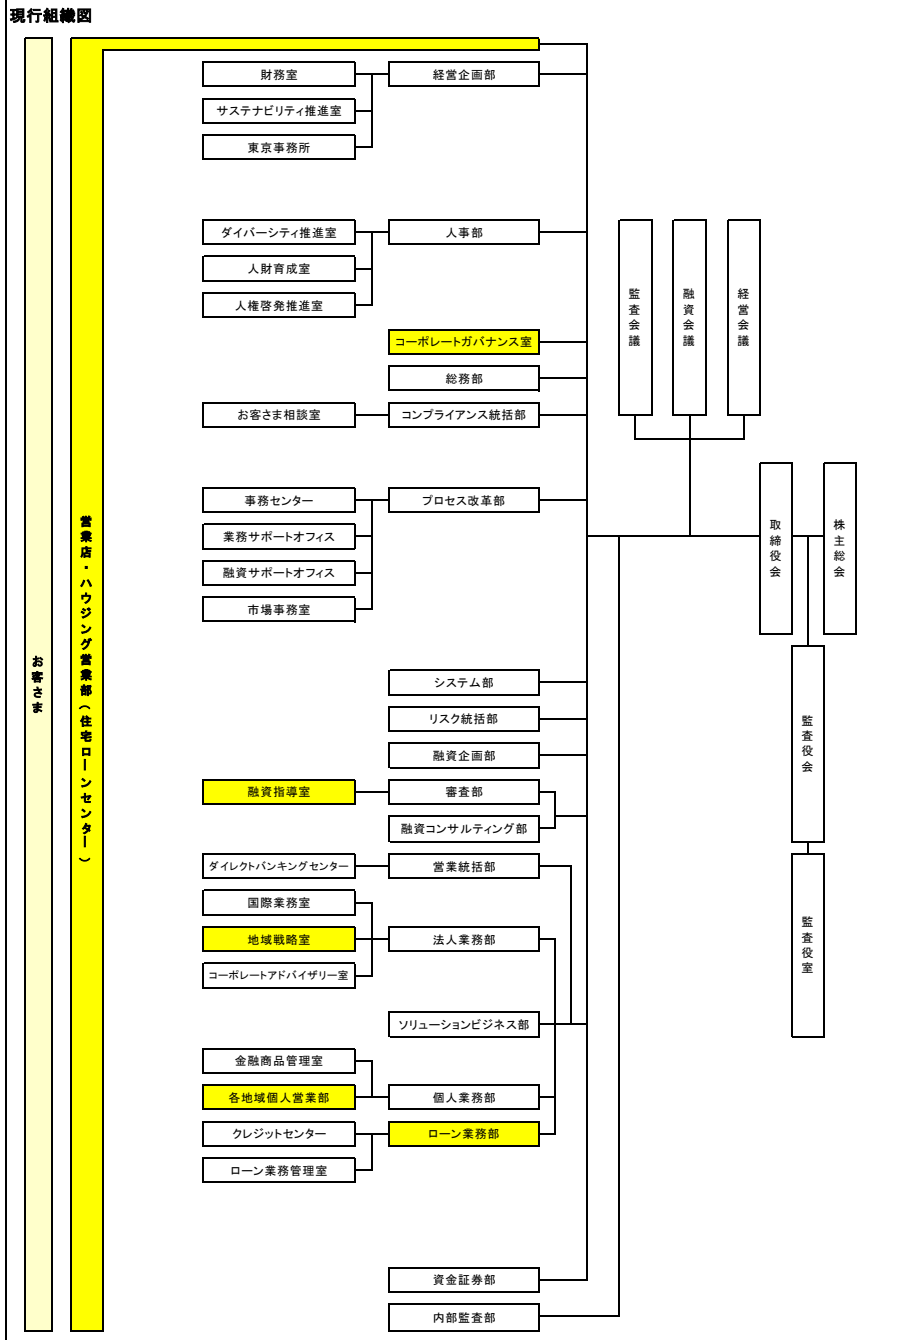 現行組織図
お客さま
営業店・ハウジング営業部（住宅ローンセンター）
財務室
経営企画部
サステナビリティ推進室
東京事務所
ダイバーシティ推進室
人事部
人財育成室
人権啓発推進室
コーポレートガバナンス室
総務部
お客さま相談室
コンプライアンス統括部
事務センター
プロセス改革部
業務サポートオフィス
融資サポートオフィス
市場事務室
システム部
リスク統括部
融資企画部
融資指導室
審査部
融資コンサルティング部
ダイレクトバンキングセンター
営業統括部
国際業務室
地域戦略室
法人業務部
コーポレートアドバイザリー室
ソリューションビジネス部
金融商品管理室
各地域個人営業部
個人業務部
クレジットセンター
ローン業務部
ローン業務管理室
資金証券部
内部監査部
監査会議
融資会議
経営会議
取締役会
株主総会
監査役会
監査役室